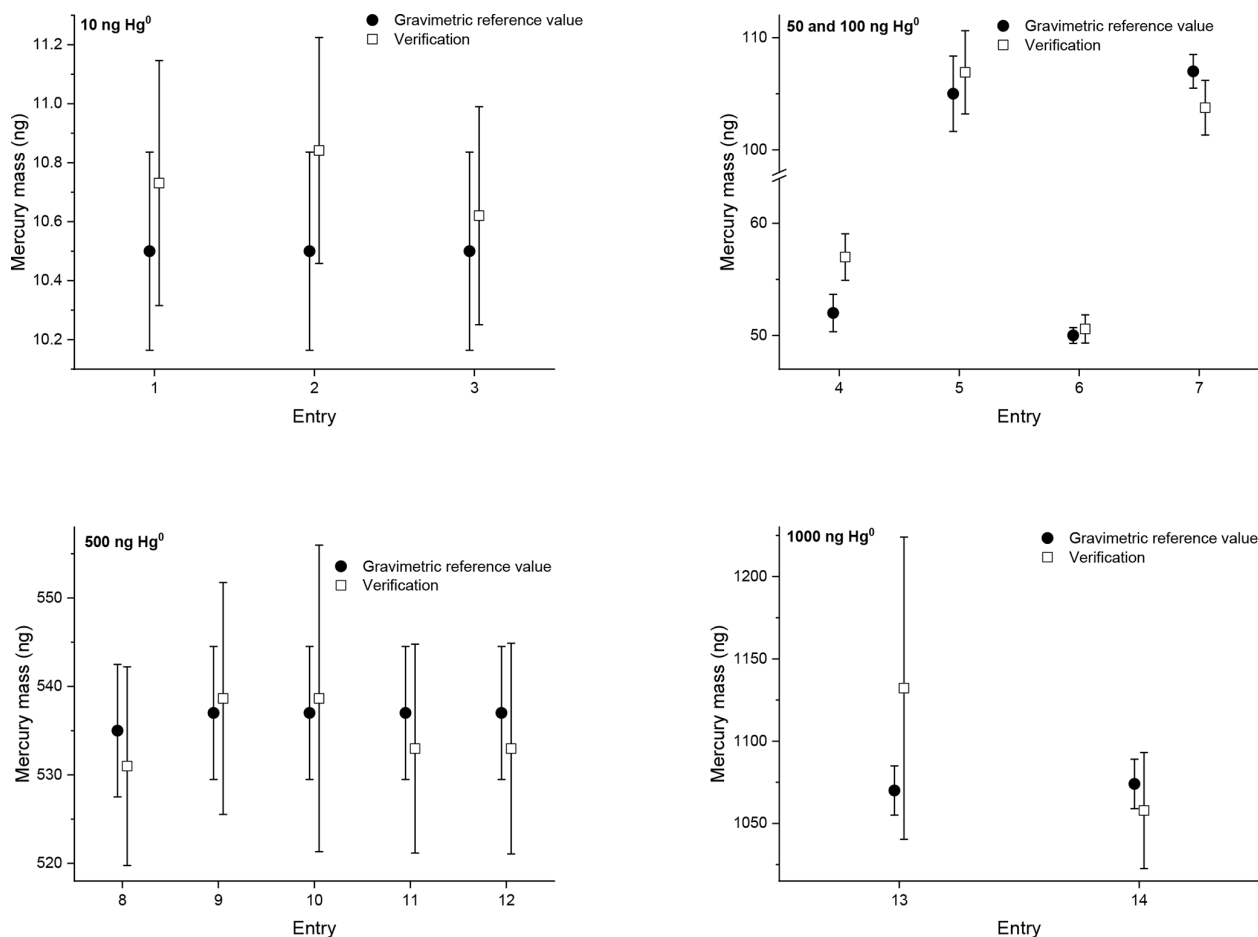 10 ng Hg⁰
Gravimetric reference value
Verification
Mercury mass (ng)
11.2
11.0
10.8
10.6
10.4
10.2
1 2 3
Entry
50 and 100 ng Hg⁰
Gravimetric reference value
Verification
Mercury mass (ng)
110
100
60
50
4 5 6 7
Entry
500 ng Hg⁰
Gravimetric reference value
Verification
Mercury mass (ng)
550
540
530
520
8 9 10 11 12
Entry
1000 ng Hg⁰
Gravimetric reference value
Verification
Mercury mass (ng)
1200
1150
1100
1050
13 14
Entry